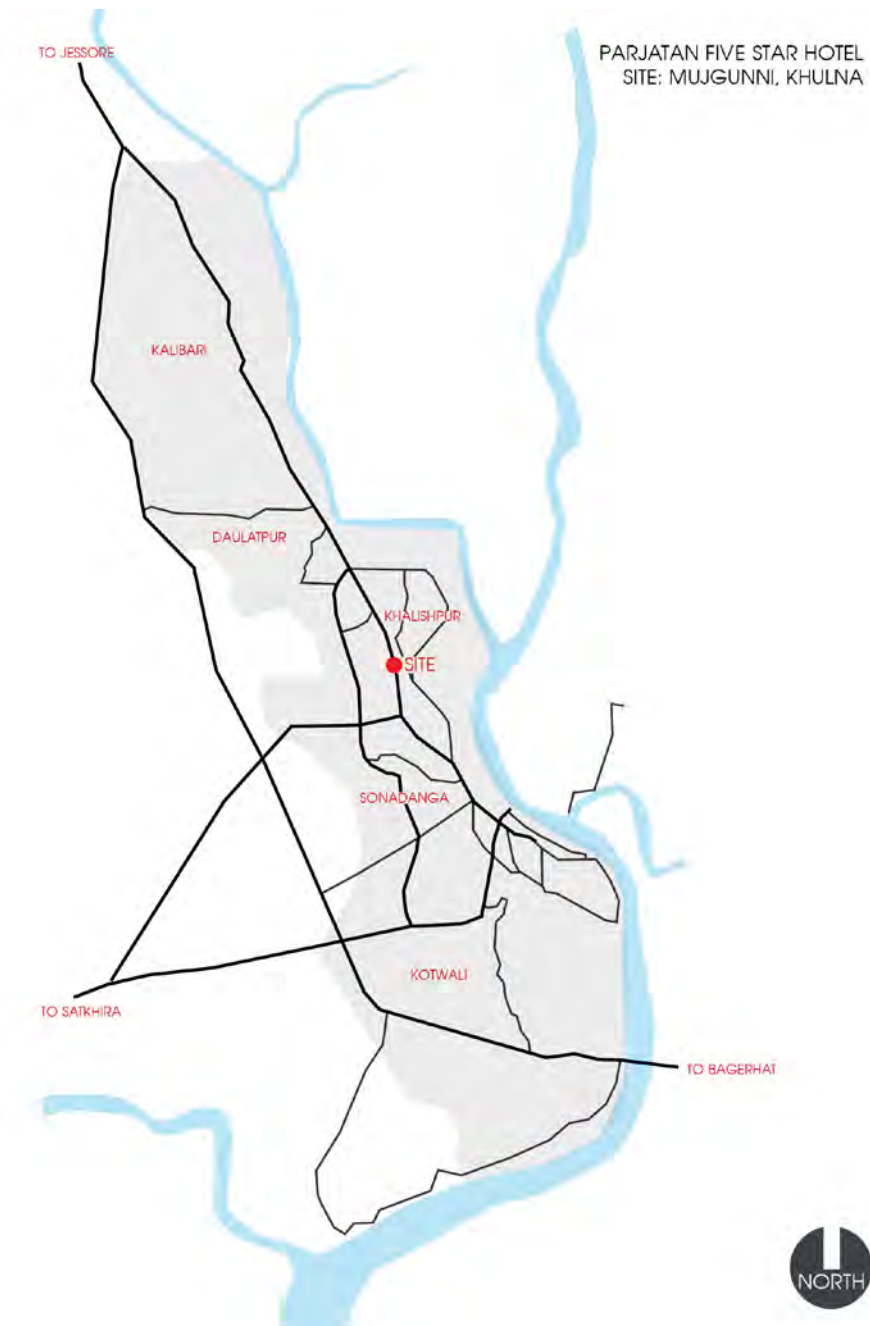 TO JESSORE
PARJATAN FIVE STAR HOTEL
SITE: MUJGUNNI, KHULNA
KALIBARI
DAULATPUR
KHALISHPUR
SITE
SONADANGA
KOTWALI
TO SATKHIRA
TO BAGERHAT
NORTH